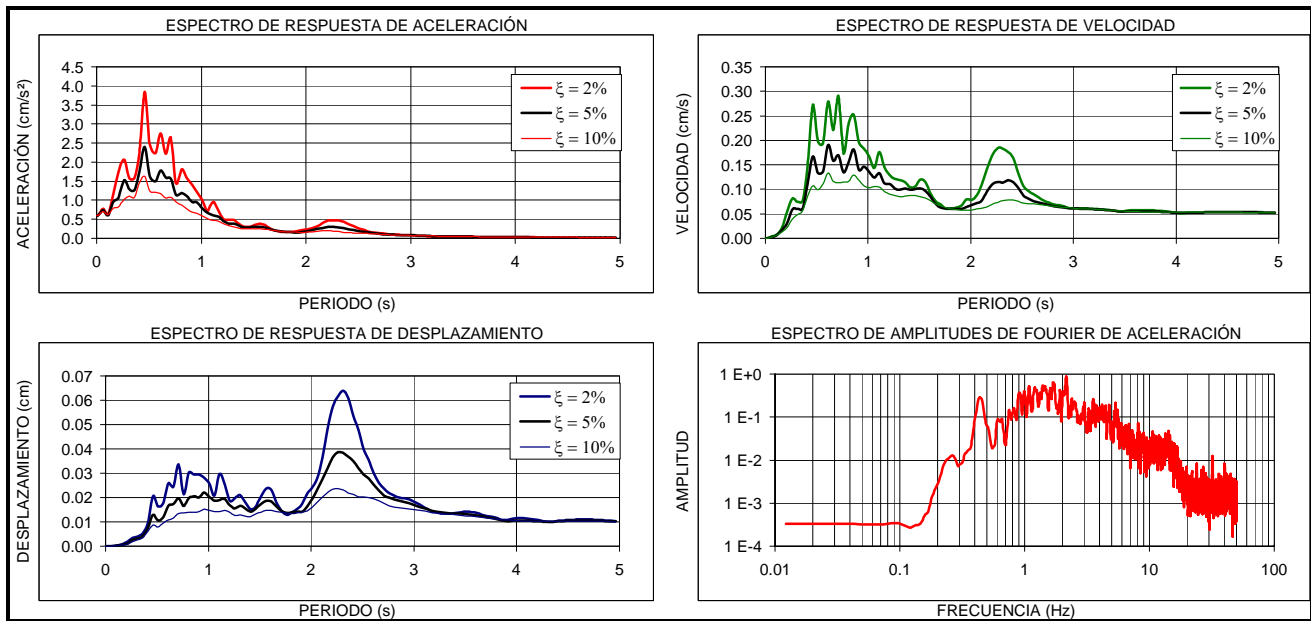 ESPECTRO DE RESPUESTA DE ACELERACIÓN
ACELERACIÓN (cm/s²)
4.5
4.0
3.5
3.0
2.5
2.0
1.5
1.0
0.5
0.0
0 1 2 3 4 5
ξ = 2%
ξ = 5%
ξ = 10%
PERIODO (s)
ESPECTRO DE RESPUESTA DE VELOCIDAD
VELOCIDAD (cm/s)
0.35
0.30
0.25
0.20
0.15
0.10
0.05
0.00
0 1 2 3 4 5
ξ = 2%
ξ = 5%
ξ = 10%
PERIODO (s)
ESPECTRO DE RESPUESTA DE DESPLAZAMIENTO
DESPLAZAMIENTO (cm)
0.07
0.06
0.05
0.04
0.03
0.02
0.01
0.00
0 1 2 3 4 5
ξ = 2%
ξ = 5%
ξ = 10%
PERIODO (s)
ESPECTRO DE AMPLITUDES DE FOURIER DE ACELERACIÓN
AMPLITUD
1 E+0
1 E-1
1 E-2
1 E-3
1 E-4
0.01 0.1 1 10 100
FRECUENCIA (Hz)